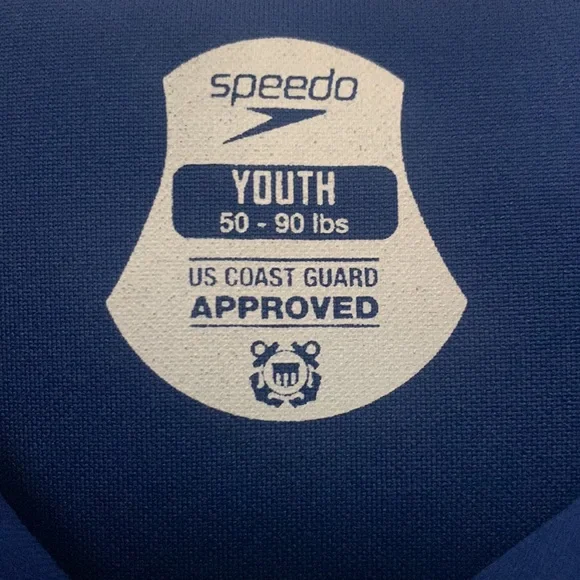 speedo
YOUTH
50 - 90 lbs
US COAST GUARD
APPROVED